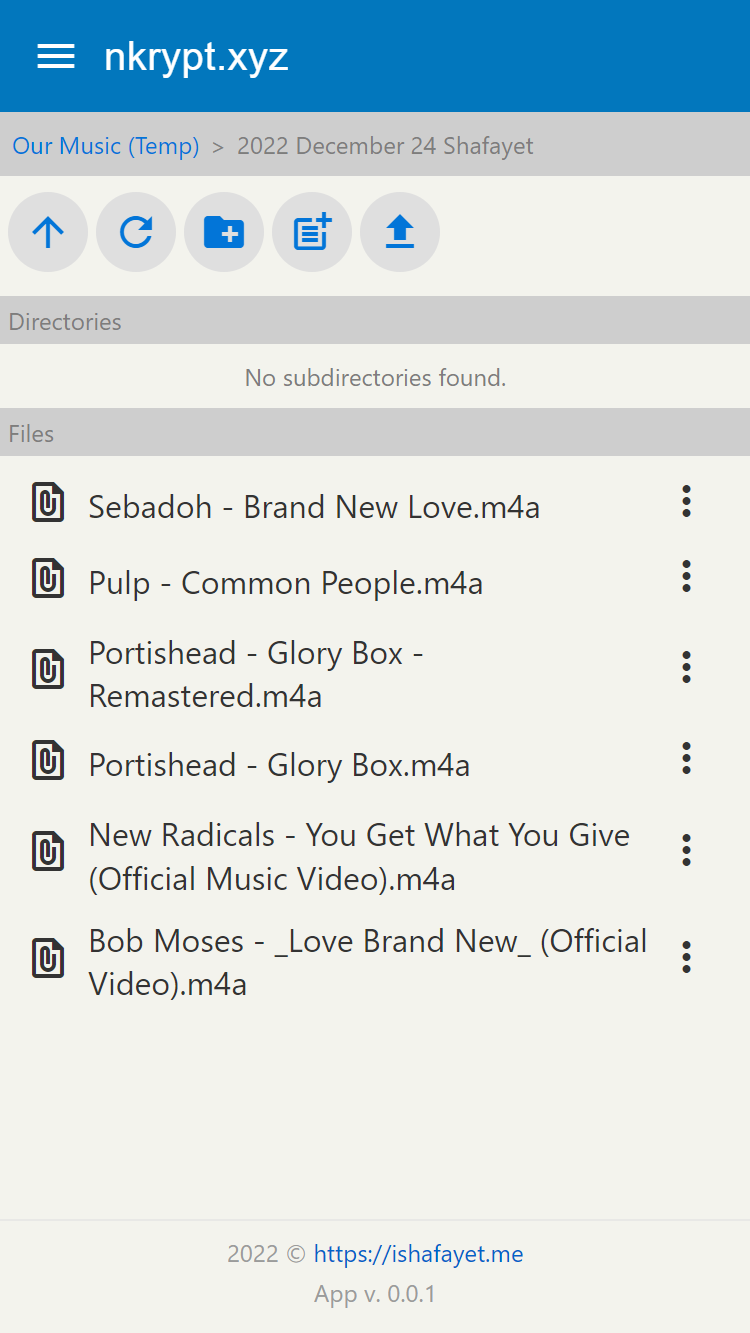 nkrypt.xyz
Our Music (Temp) > 2022 December 24 Shafayet
Directories
No subdirectories found.
Files
Sebadoh - Brand New Love.m4a
Pulp - Common People.m4a
Portishead - Glory Box -
Remastered.m4a
Portishead - Glory Box.m4a
New Radicals - You Get What You Give
(Official Music Video).m4a
Bob Moses - _Love Brand New_ (Official
Video).m4a
2022 © https://ishafayet.me
App v. 0.0.1